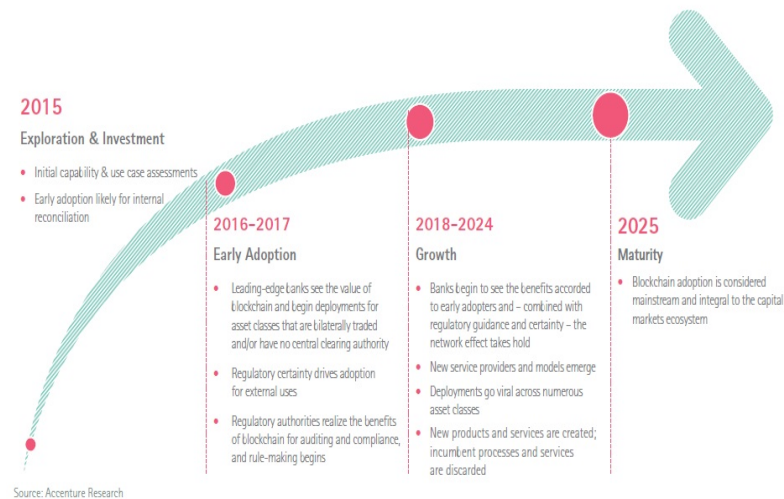 2015
Exploration & Investment
• Initial capability & use case assessments
• Early adoption likely for internal
reconciliation
2016-2017
Early Adoption
• Leading-edge banks see the value of
blockchain and begin deployments for
asset classes that are bilaterally traded
and/or have no central clearing authority
• Regulatory certainty drives adoption
for external uses
• Regulatory authorities realize the benefits
of blockchain for auditing and compliance,
and rule-making begins
2018-2024
Growth
• Banks begin to see the benefits accorded
to early adopters and – combined with
regulatory guidance and certainty – the
network effect takes hold
• New service providers and models emerge
• Deployments go viral across numerous
asset classes
• New products and services are created;
incumbent processes and services
are discarded
2025
Maturity
• Blockchain adoption is considered
mainstream and integral to the capital
markets ecosystem
Source: Accenture Research